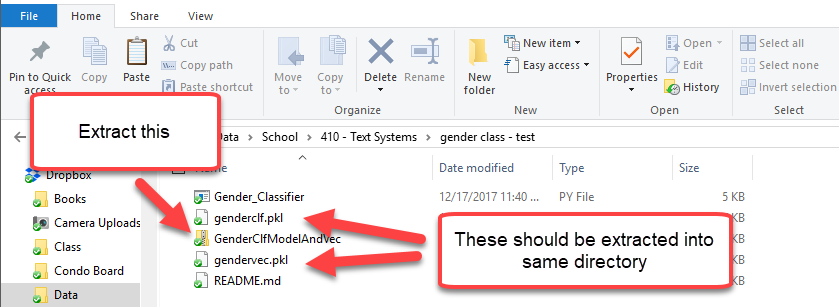 File Home Share View
Pin to Quick access
Copy
Paste
Cut
Copy path
Paste shortcut
Move to
Copy to
Delete
Rename
New folder
New item
Easy access
Properties
Open
Edit
History
Select all
Select none
Invert selection
Organize New Open Select
Extract this
Data School 410 - Text Systems gender class - test
Date modified Type Size
Dropbox
Books
Camera Uploads
Class
Condo Board
Data
Gender_Classifier 12/17/2017 11:40 ... PY File 5 KB
genderclf.pkl KB
GenderClfModelAndVec KB
gendervec.pkl KB
README.md KB
These should be extracted into
same directory